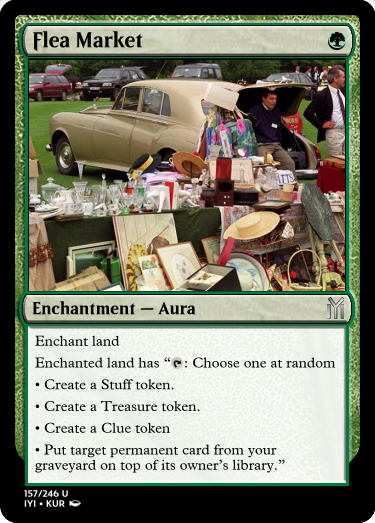 Flea Market
Enchantment — Aura
Enchant land
Enchanted land has “: Choose one at random
• Create a Stuff token.
• Create a Treasure token.
• Create a Clue token
• Put target permanent card from your
graveyard on top of its owner’s library.”
157/246 U
IYI • KUR